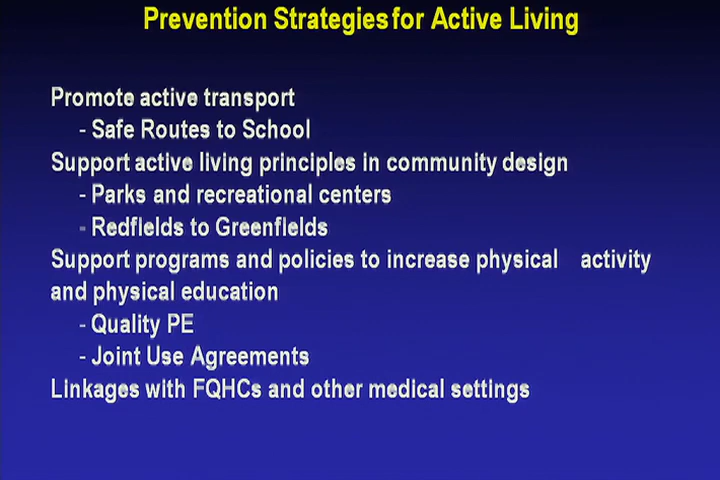 Prevention Strategies for Active Living
Promote active transport
- Safe Routes to School
Support active living principles in community design
- Parks and recreational centers
- Redfields to Greenfields
Support programs and policies to increase physical activity
and physical education
- Quality PE
- Joint Use Agreements
Linkages with FQHCs and other medical settings